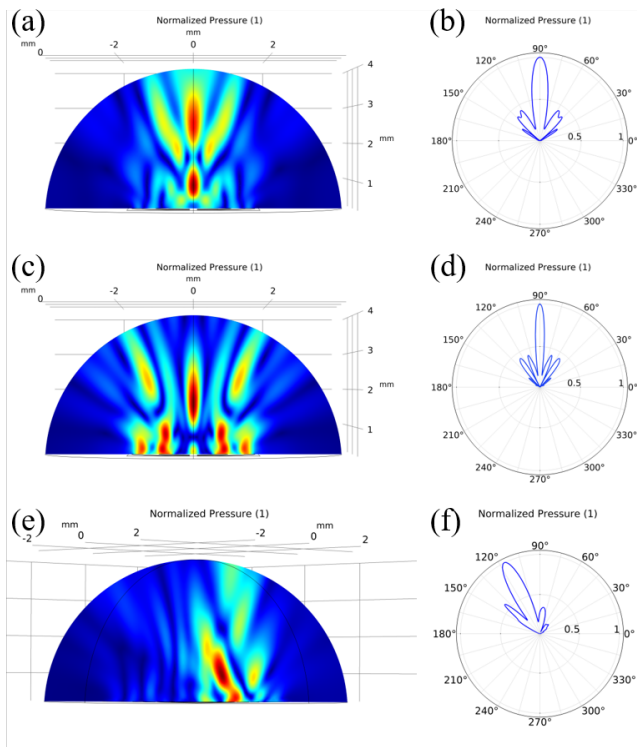 (a)
Normalized Pressure (1)
mm
0 -2 0 2
4
3
mm
2
1
(b)
Normalized Pressure (1)
90°
120° 60°
150° 30°
180° 0.5 1 0°
210° 330°
240° 300°
270°
(c)
Normalized Pressure (1)
mm
0 -2 0 2
4
3
mm
2
1
(d)
Normalized Pressure (1)
90°
120° 60°
150° 30°
180° 0.5 1 0°
210° 330°
240° 300°
270°
(e)
Normalized Pressure (1)
mm mm
-2 0 2 -2 0 2
(f)
Normalized Pressure (1)
90°
120° 60°
150° 30°
180° 0.5 1 0°
210° 330°
240° 300°
270°